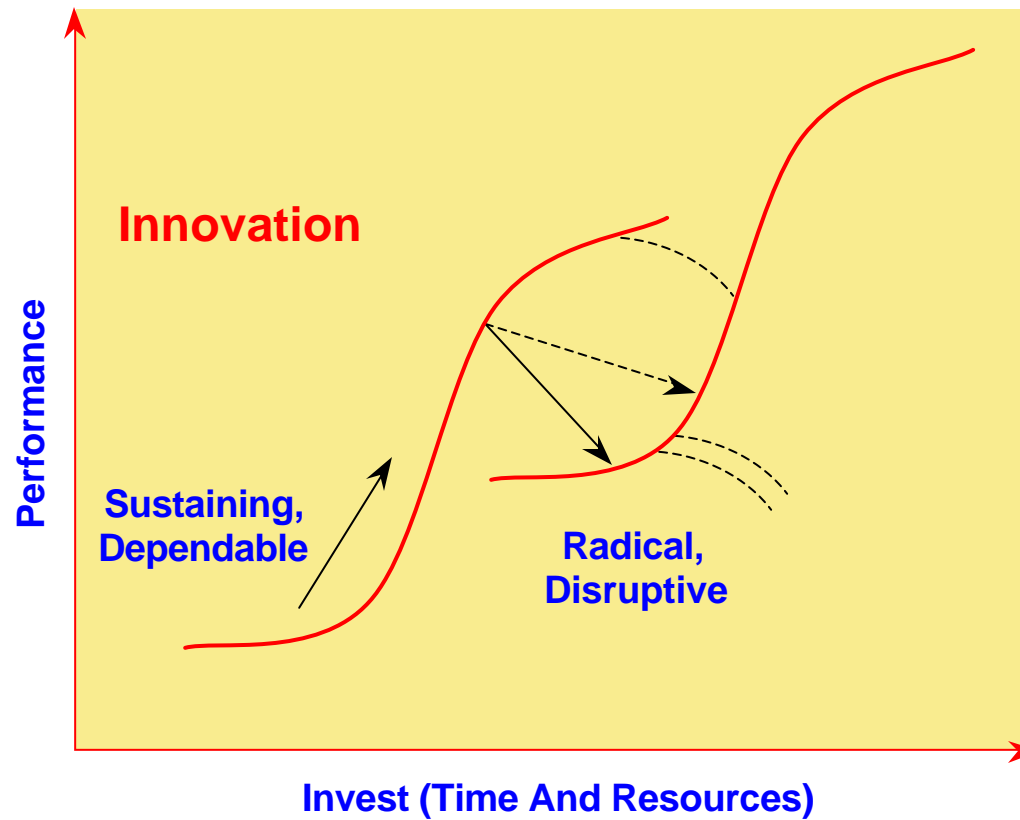 Innovation
Performance
Sustaining,
Dependable
Radical,
Disruptive
Invest (Time And Resources)